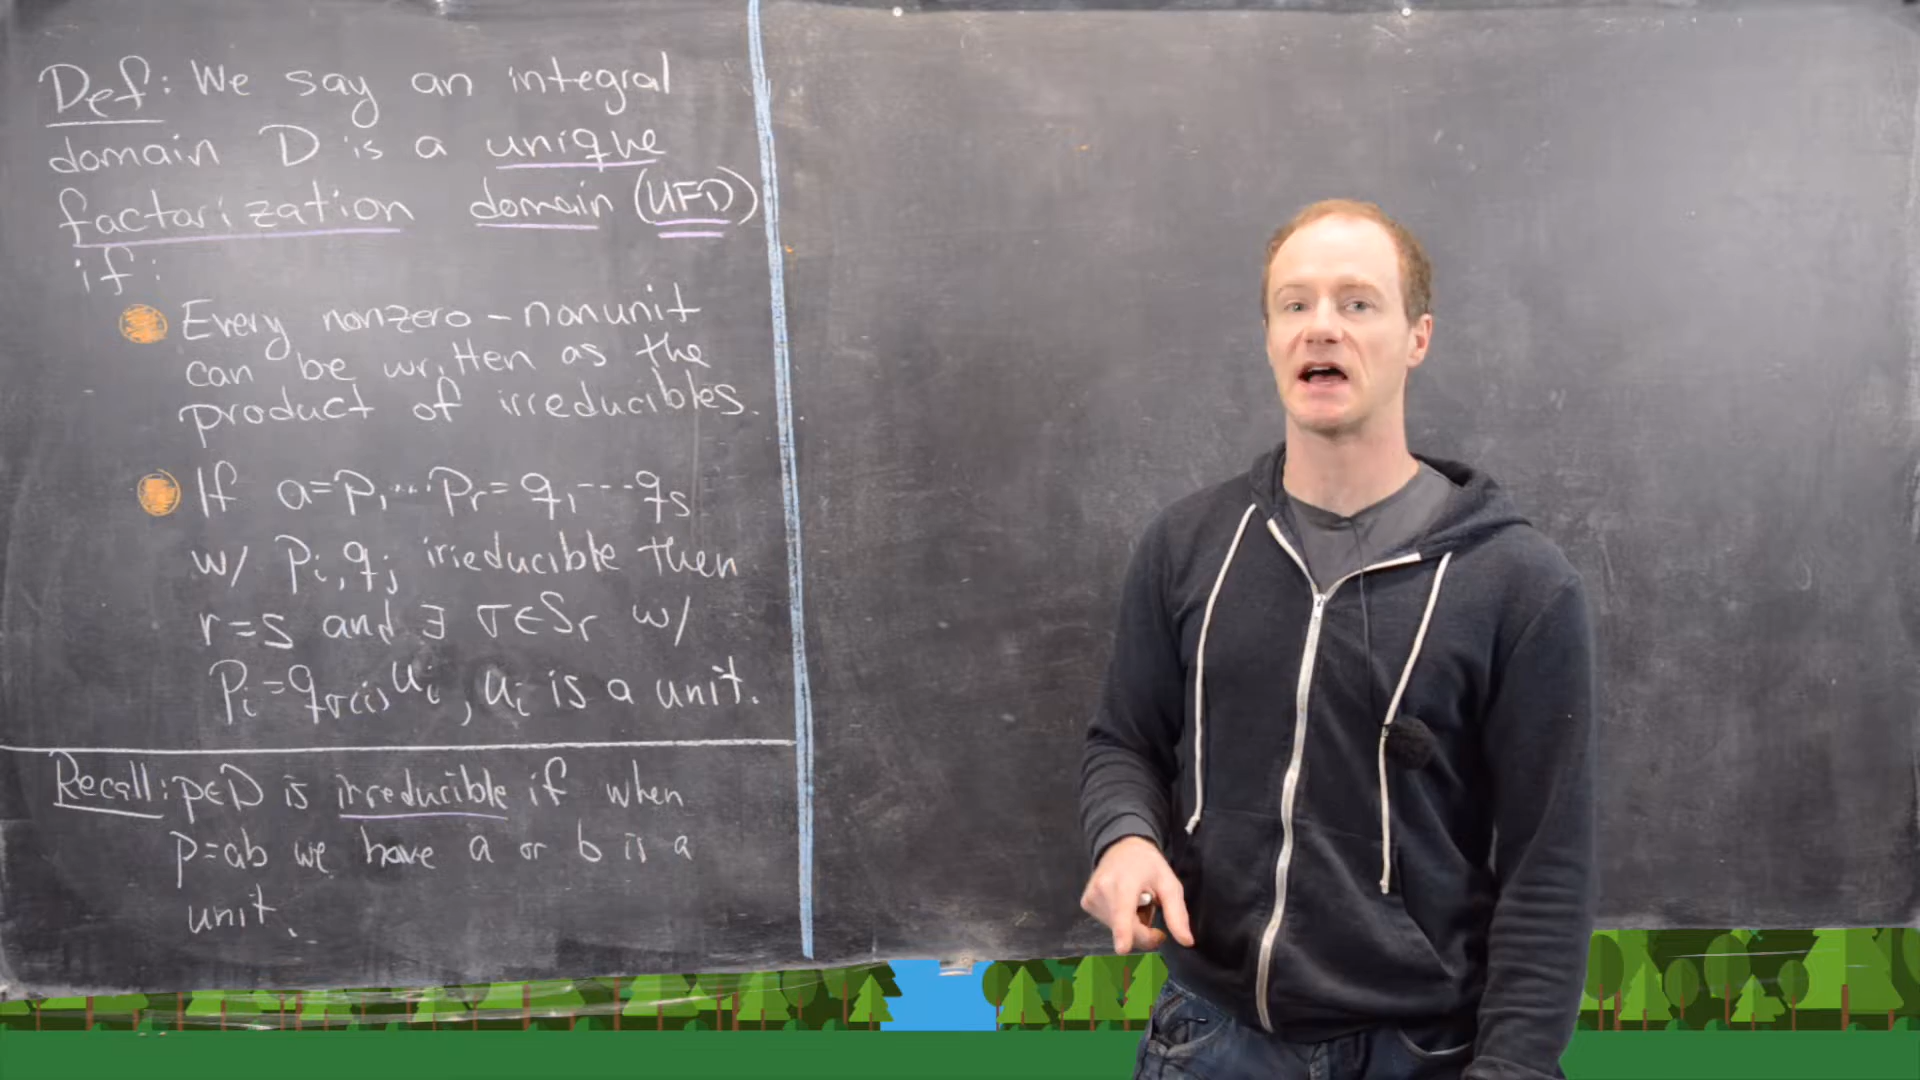 Def: We say an integral
domain D is a unique
factorization domain (UFD)
if:
Every nonzero-nonunit
can be written as the
product of irreducibles.
If a=p₁...pᵣ=q₁---qₛ
w/ pᵢ,qⱼ irreducible then
r=s and ∃ σ∈Sᵣ w/
pᵢ=q_σ(i) uᵢ, uᵢ is a unit.
Recall: p∈D is irreducible if when
p=ab we have a or b is a
unit.